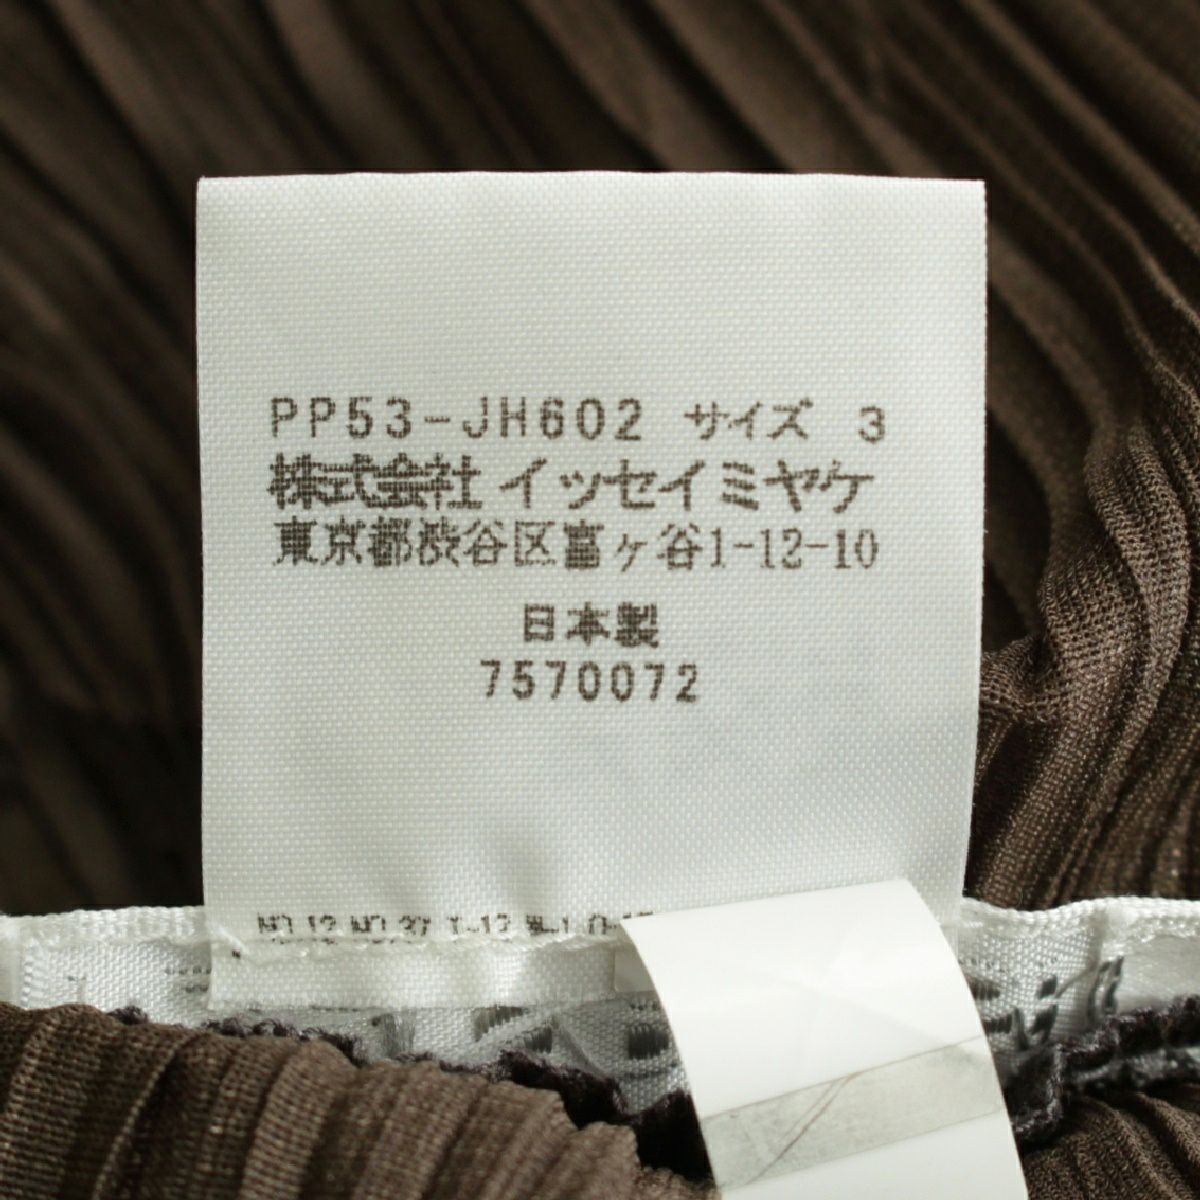 PP53-JH602 サイズ 3
株式会社 イッセイミヤケ
東京都渋谷区富ヶ谷1-12-10
日本製
7570072